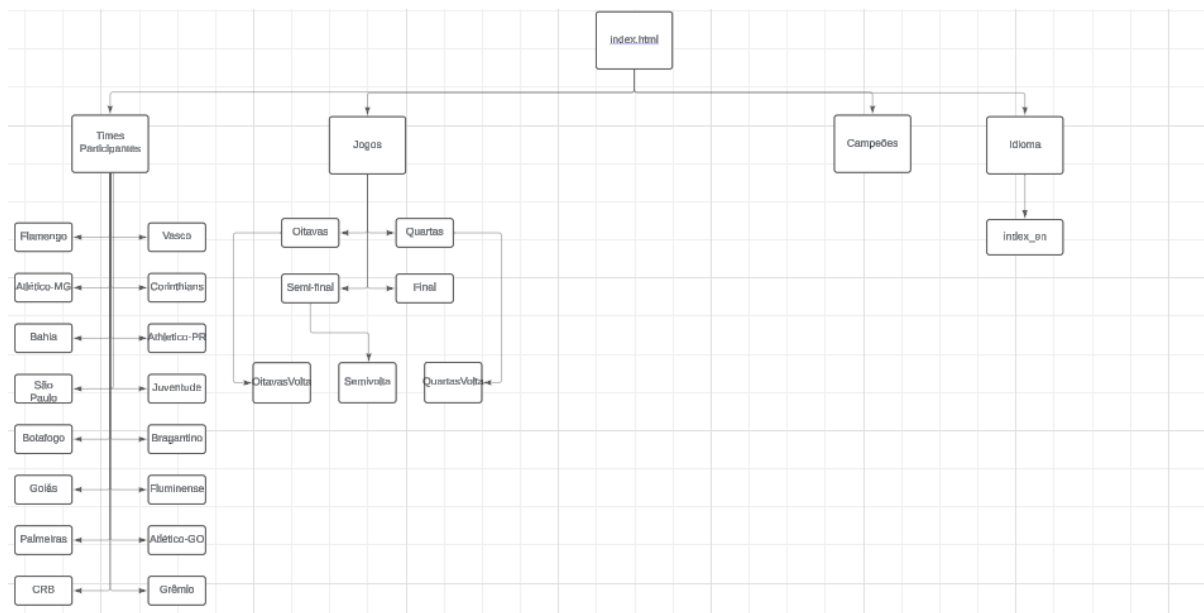 index.html
Times
Participantes
Jogos
Campeões
Idioma
Flamengo
Vasco
Oitavas
Quartas
index_en
Atlético-MG
Corinthians
Semi-final
Final
Bahia
Athletico-PR
São
Paulo
Juventude
OitavasVolta
Semivolta
QuartasVolta
Botafogo
Bragantino
Goiás
Fluminense
Palmeiras
Atlético-GO
CRB
Grêmio